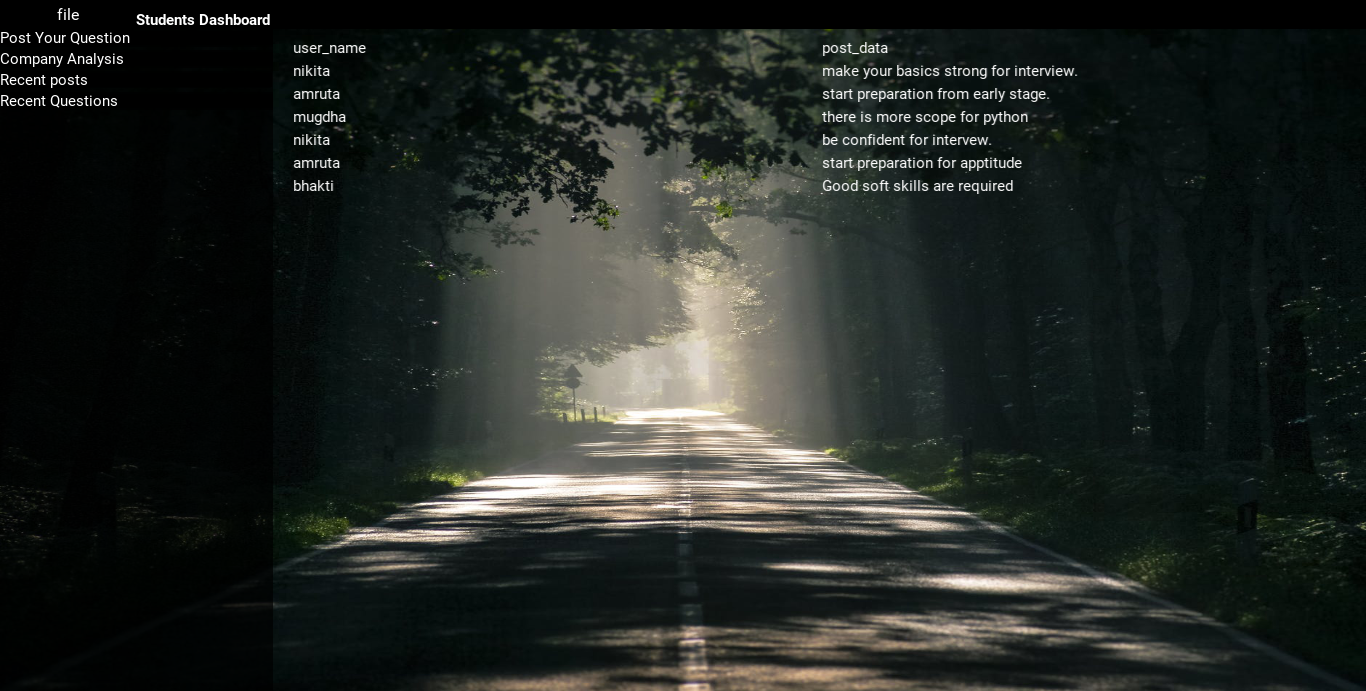 file
Students Dashboard
Post Your Question
Company Analysis
Recent posts
Recent Questions
user_name post_data
nikita make your basics strong for interview.
amruta start preparation from early stage.
mugdha there is more scope for python
nikita be confident for intervew.
amruta start preparation for apptitude
bhakti Good soft skills are required